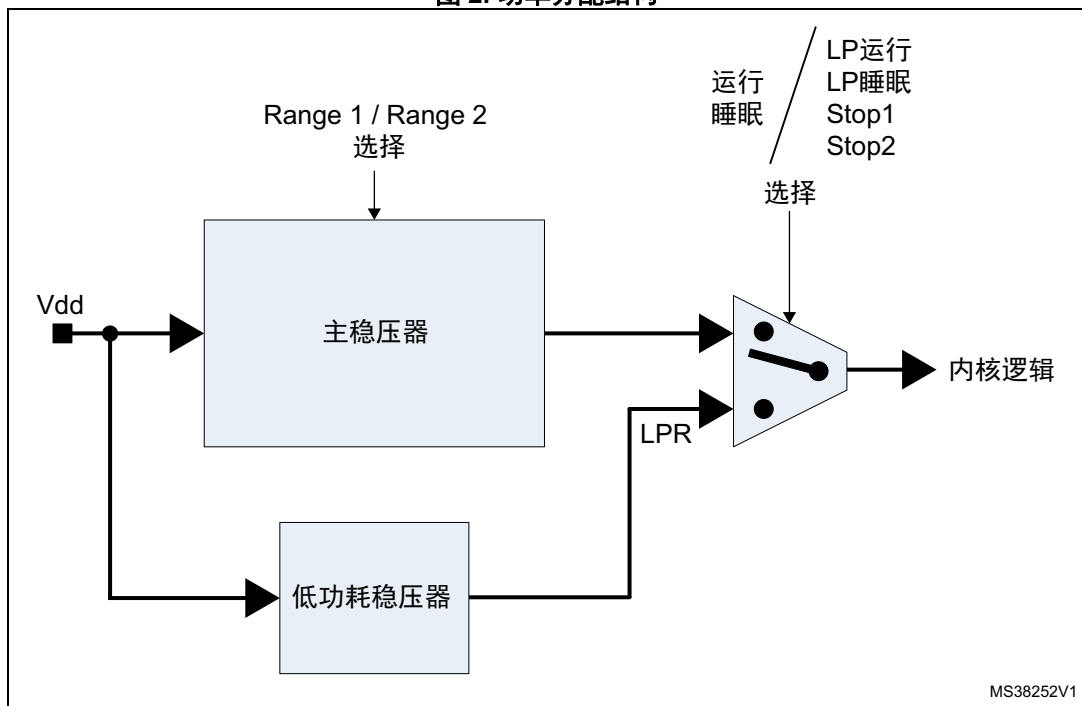 Range 1 / Range 2
选择
运行
睡眠
LP运行
LP睡眠
Stop1
Stop2
选择
Vdd
主稳压器
LPR
内核逻辑
低功耗稳压器
MS38252V1